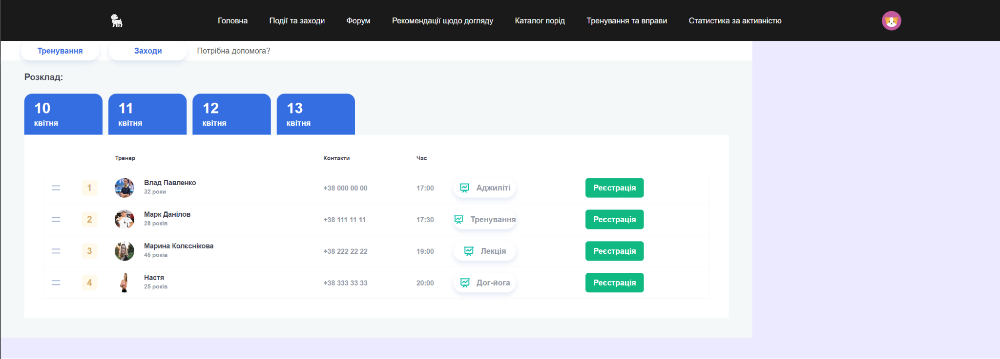 Головна Події та заходи Форум Рекомендації щодо догляду Каталог порід Тренування та вправи Статистика за активністю
Тренування Заходи Потрібна допомога?
Розклад:
10 11 12 13
квітня квітня квітня квітня
Тренер Контакти Час
1 Влад Павленко +38 000 00 00 17:00 Аджиліті Реєстрація
32 роки
2 Марк Данілов +38 111 11 11 17:30 Тренування Реєстрація
28 років
3 Марина Колєснікова +38 222 22 22 19:00 Лекція Реєстрація
45 років
4 Настя +38 333 33 33 20:00 Дог-йога Реєстрація
25 років